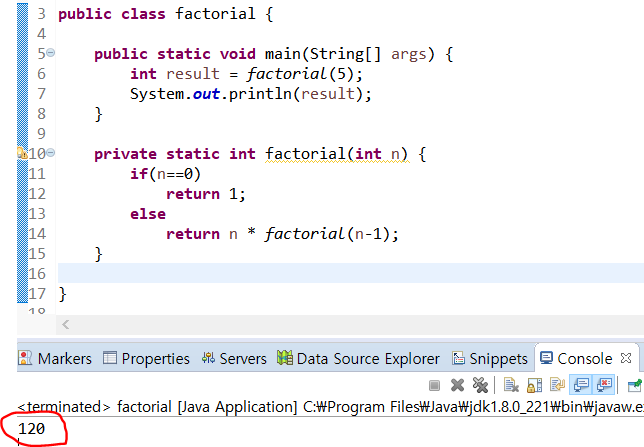 3 public class factorial {
4
5 public static void main(String[] args) {
6 int result = factorial(5);
7 System.out.println(result);
8 }
9
10 private static int factorial(int n) {
11 if(n==0)
12 return 1;
13 else
14 return n * factorial(n-1);
15 }
16
17 }
18
Markers Properties Servers Data Source Explorer Snippets Console
<terminated> factorial [Java Application] C:₩Program Files₩Java₩jdk1.8.0_221₩bin₩javaw.e
120